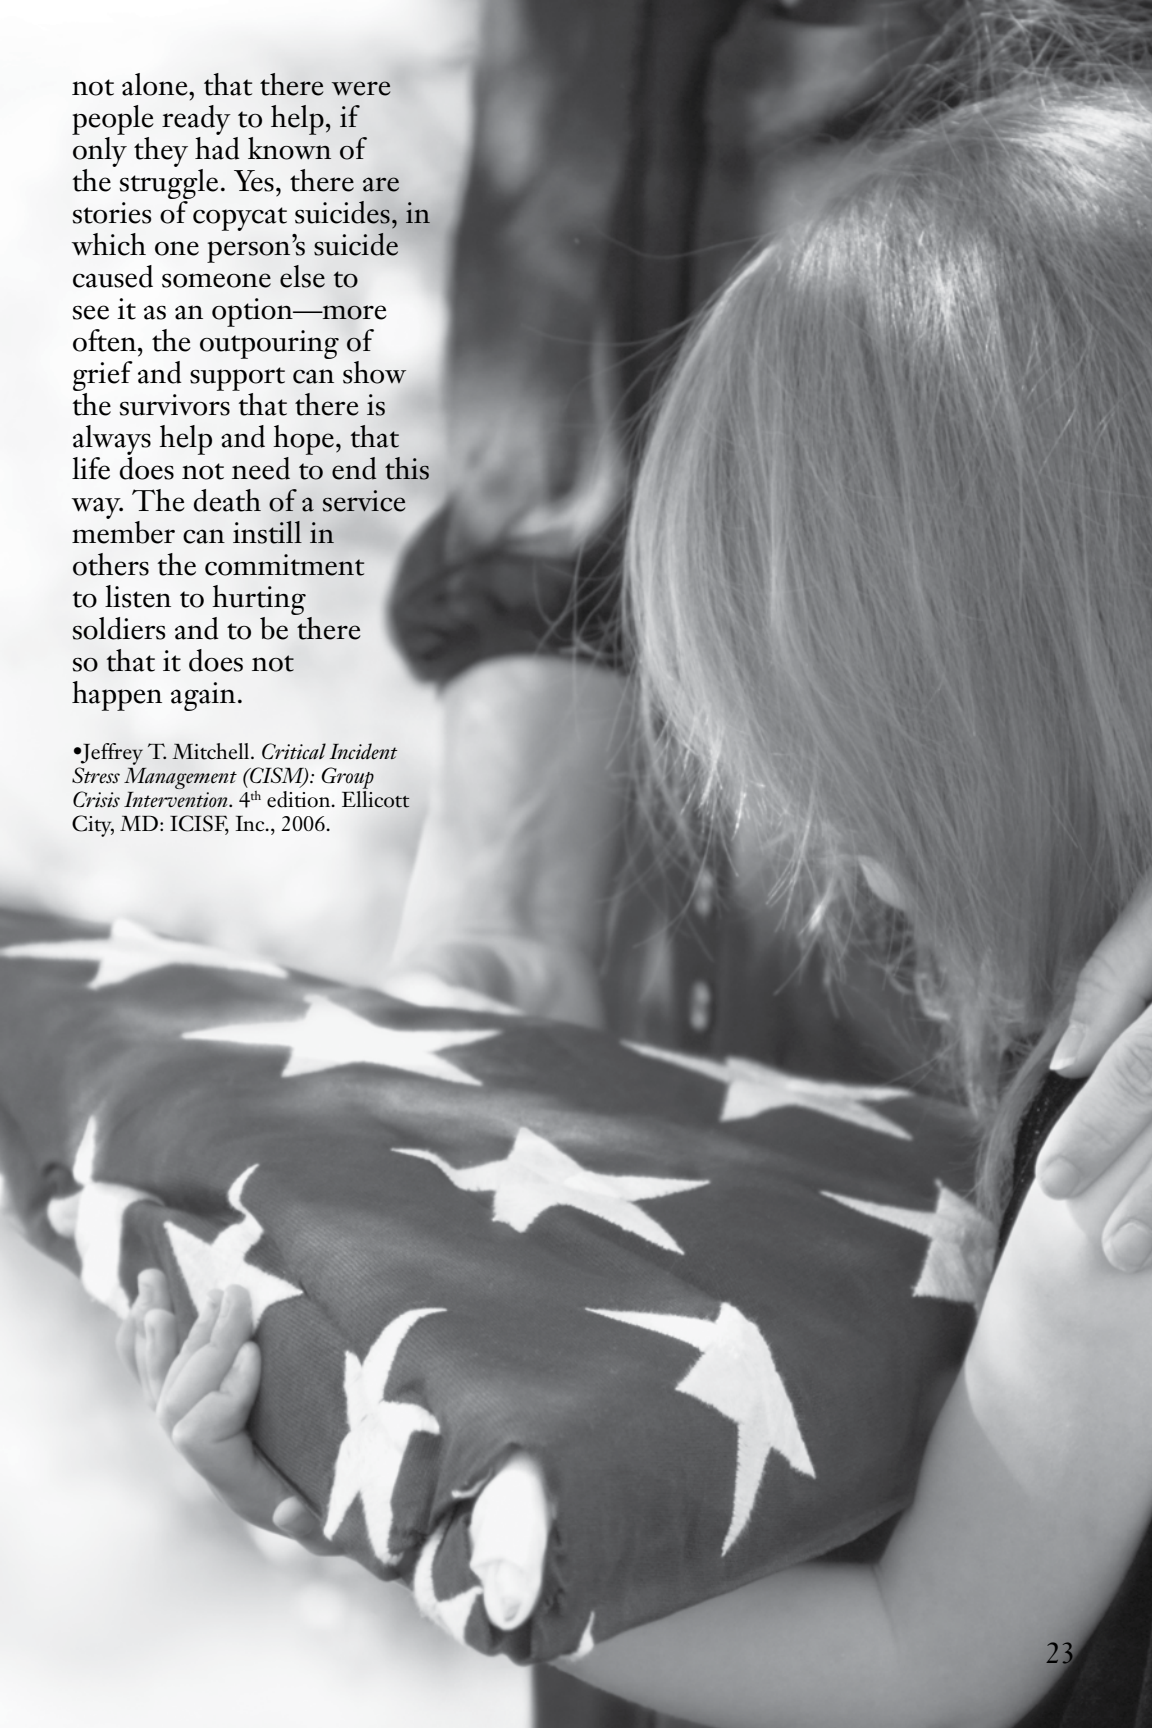 not alone, that there were
people ready to help, if
only they had known of
the struggle. Yes, there are
stories of copycat suicides, in
which one person’s suicide
caused someone else to
see it as an option—more
often, the outpouring of
grief and support can show
the survivors that there is
always help and hope, that
life does not need to end this
way. The death of a service
member can instill in
others the commitment
to listen to hurting
soldiers and to be there
so that it does not
happen again.
•Jeffrey T. Mitchell. Critical Incident
Stress Management (CISM): Group
Crisis Intervention. 4th edition. Ellicott
City, MD: ICISF, Inc., 2006.
23